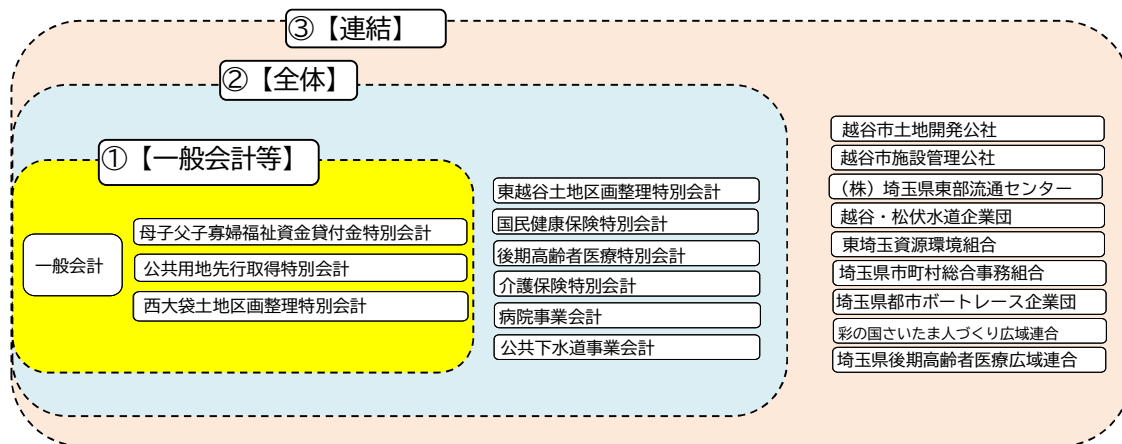 ③【連結】
②【全体】
①【一般会計等】
一般会計
母子父子寡婦福祉資金貸付金特別会計
公共用地先行取得特別会計
西大袋土地区画整理特別会計
東越谷土地区画整理特別会計
国民健康保険特別会計
後期高齢者医療特別会計
介護保険特別会計
病院事業会計
公共下水道事業会計
越谷市土地開発公社
越谷市施設管理公社
（株）埼玉県東部流通センター
越谷・松伏水道企業団
東埼玉資源環境組合
埼玉県市町村総合事務組合
埼玉県都市ボートレース企業団
彩の国さいたま人づくり広域連合
埼玉県後期高齢者医療広域連合